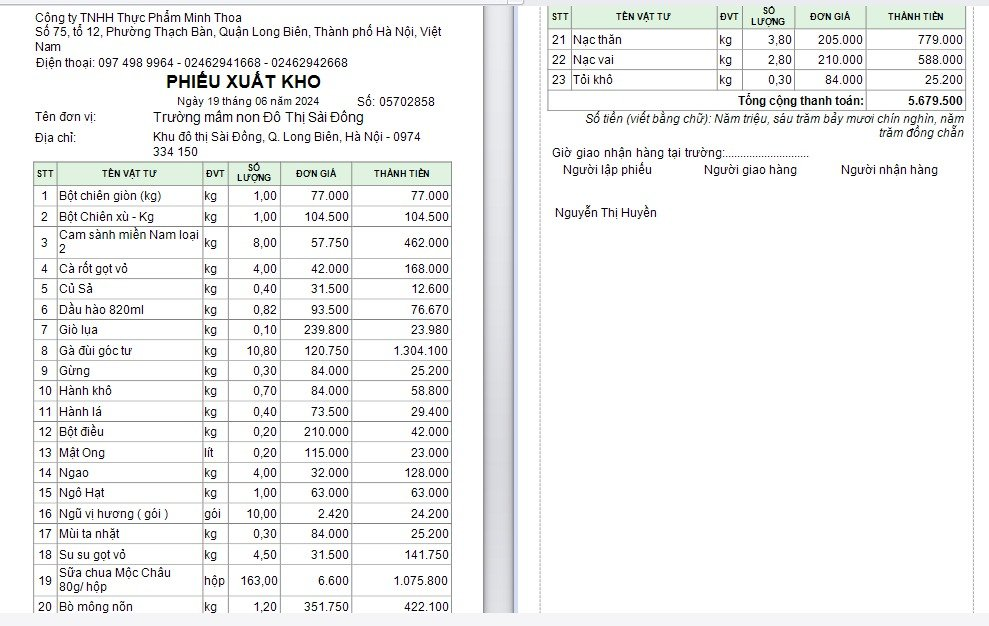 Công ty TNHH Thực Phẩm Minh Thoa
Số 75, tổ 12, Phường Thạch Bàn, Quận Long Biên, Thành phố Hà Nội, Việt
Nam
Điện thoại: 097 498 9964 - 02462941668 - 02462942668
PHIẾU XUẤT KHO
Ngày 19 tháng 06 năm 2024 Số: 05702858
Tên đơn vị: Trường mầm non Đô Thị Sài Đồng
Địa chỉ: Khu đô thị Sài Đồng, Q. Long Biên, Hà Nội - 0974
334 150
STT TÊN VẬT TƯ ĐVT SỐ LƯỢNG ĐƠN GIÁ THÀNH TIỀN
1 Bột chiên giòn (kg) kg 1,00 77.000 77.000
2 Bột Chiên xù - Kg kg 1,00 104.500 104.500
3 Cam sành miền Nam loại 2 kg 8,00 57.750 462.000
4 Cà rốt gọt vỏ kg 4,00 42.000 168.000
5 Củ Sả kg 0,40 31.500 12.600
6 Dầu hào 820ml kg 0,82 93.500 76.670
7 Giò lụa kg 0,10 239.800 23.980
8 Gà đùi góc tư kg 10,80 120.750 1.304.100
9 Gừng kg 0,30 84.000 25.200
10 Hành khô kg 0,70 84.000 58.800
11 Hành lá kg 0,40 73.500 29.400
12 Bột điều kg 0,20 210.000 42.000
13 Mật Ong lít 0,20 115.000 23.000
14 Ngao kg 4,00 32.000 128.000
15 Ngô Hạt kg 1,00 63.000 63.000
16 Ngũ vị hương ( gói ) gói 10,00 2.420 24.200
17 Mùi ta nhặt kg 0,30 84.000 25.200
18 Su su gọt vỏ kg 4,50 31.500 141.750
19 Sữa chua Mộc Châu 80g/ hộp hộp 163,00 6.600 1.075.800
20 Bò mông nõn kg 1,20 351.750 422.100
STT TÊN VẬT TƯ ĐVT SỐ LƯỢNG ĐƠN GIÁ THÀNH TIỀN
21 Nạc thăn kg 3,80 205.000 779.000
22 Nạc vai kg 2,80 210.000 588.000
23 Tỏi khô kg 0,30 84.000 25.200
Tổng cộng thanh toán: 5.679.500
Số tiền (viết bằng chữ): Năm triệu, sáu trăm bảy mươi chín nghìn, năm
trăm đồng chẵn
Giờ giao nhận hàng tại trường:...........................
Người lập phiếu Người giao hàng Người nhận hàng
Nguyễn Thị Huyền